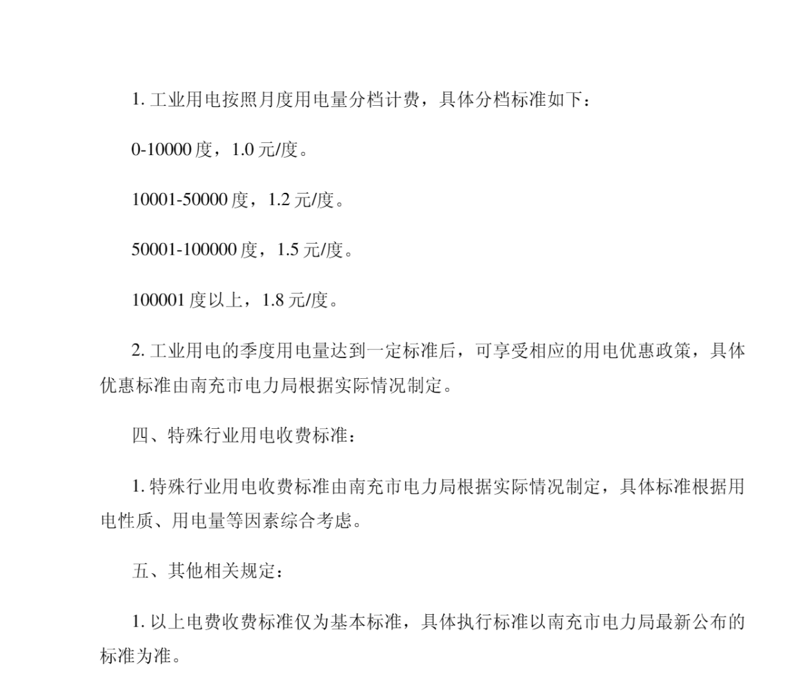 1. 工业用电按照月度用电量分档计费，具体分档标准如下：
0-10000 度，1.0 元/度。
10001-50000 度，1.2 元/度。
50001-100000 度，1.5 元/度。
100001 度以上，1.8 元/度。
2. 工业用电的季度用电量达到一定标准后，可享受相应的用电优惠政策，具体
优惠标准由南充市电力局根据实际情况制定。
四、特殊行业用电收费标准：
1. 特殊行业用电收费标准由南充市电力局根据实际情况制定，具体标准根据用
电性质、用电量等因素综合考虑。
五、其他相关规定：
1. 以上电费收费标准仅为基本标准，具体执行标准以南充市电力局最新公布的
标准为准。